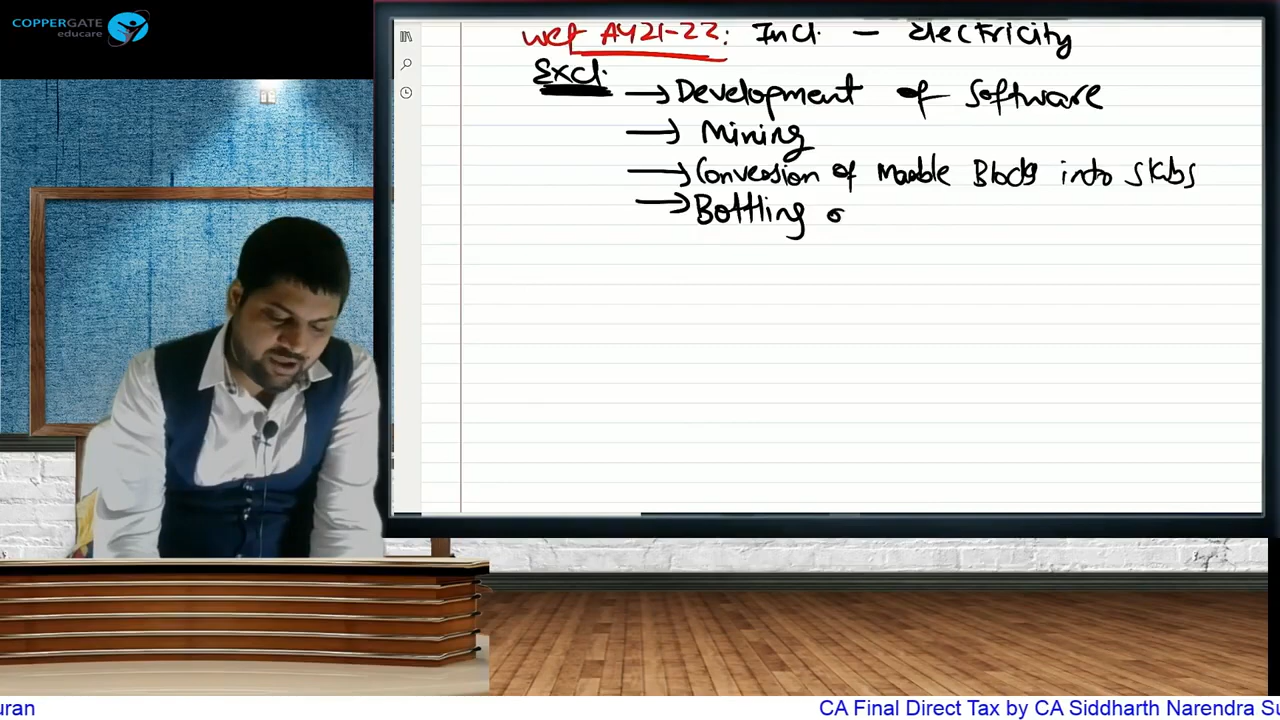 COPPERGATE
educare
wef AY21-22: Incl. — Electricity
Excl.
→ Development of Software
→ Mining
→ Conversion of Marble Blocks into Slabs
→ Bottling o
uran
CA Final Direct Tax by CA Siddharth Narendra Su